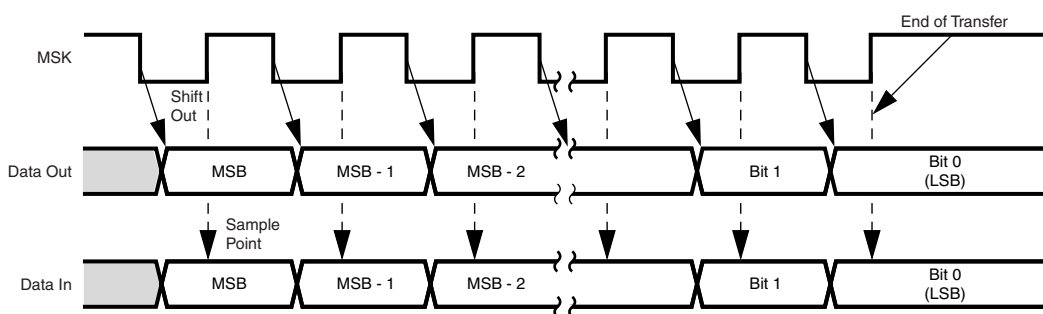 End of Transfer
MSK
Shift
Out
Data Out
MSB
MSB - 1
MSB - 2
Bit 1
Bit 0
(LSB)
Sample
Point
Data In
MSB
MSB - 1
MSB - 2
Bit 1
Bit 0
(LSB)